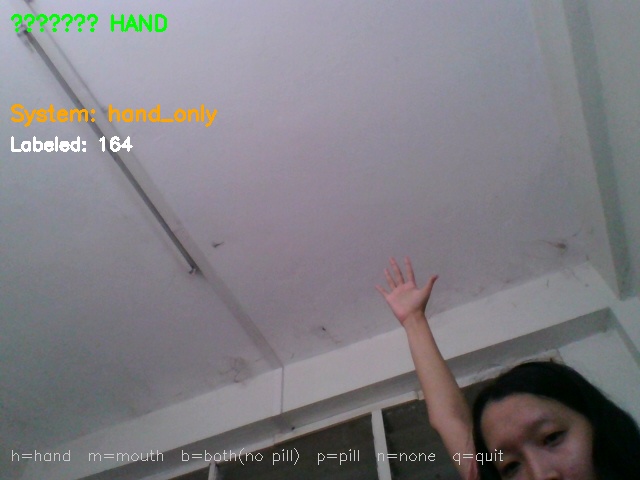 ??????? HAND
System: hand_only
Labeled: 164
h=hand m=mouth b=both(no pill) p=pill n=none q=quit